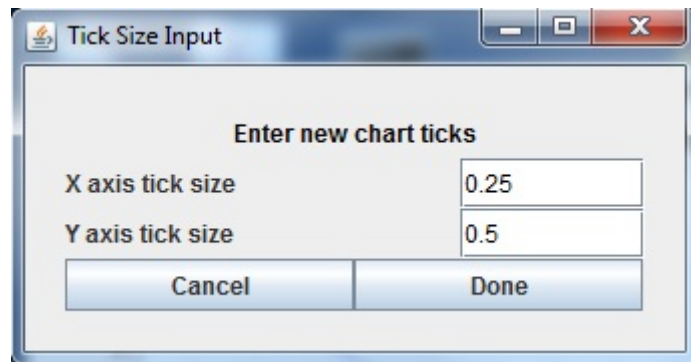 Tick Size Input
Enter new chart ticks
X axis tick size 0.25
Y axis tick size 0.5
Cancel Done